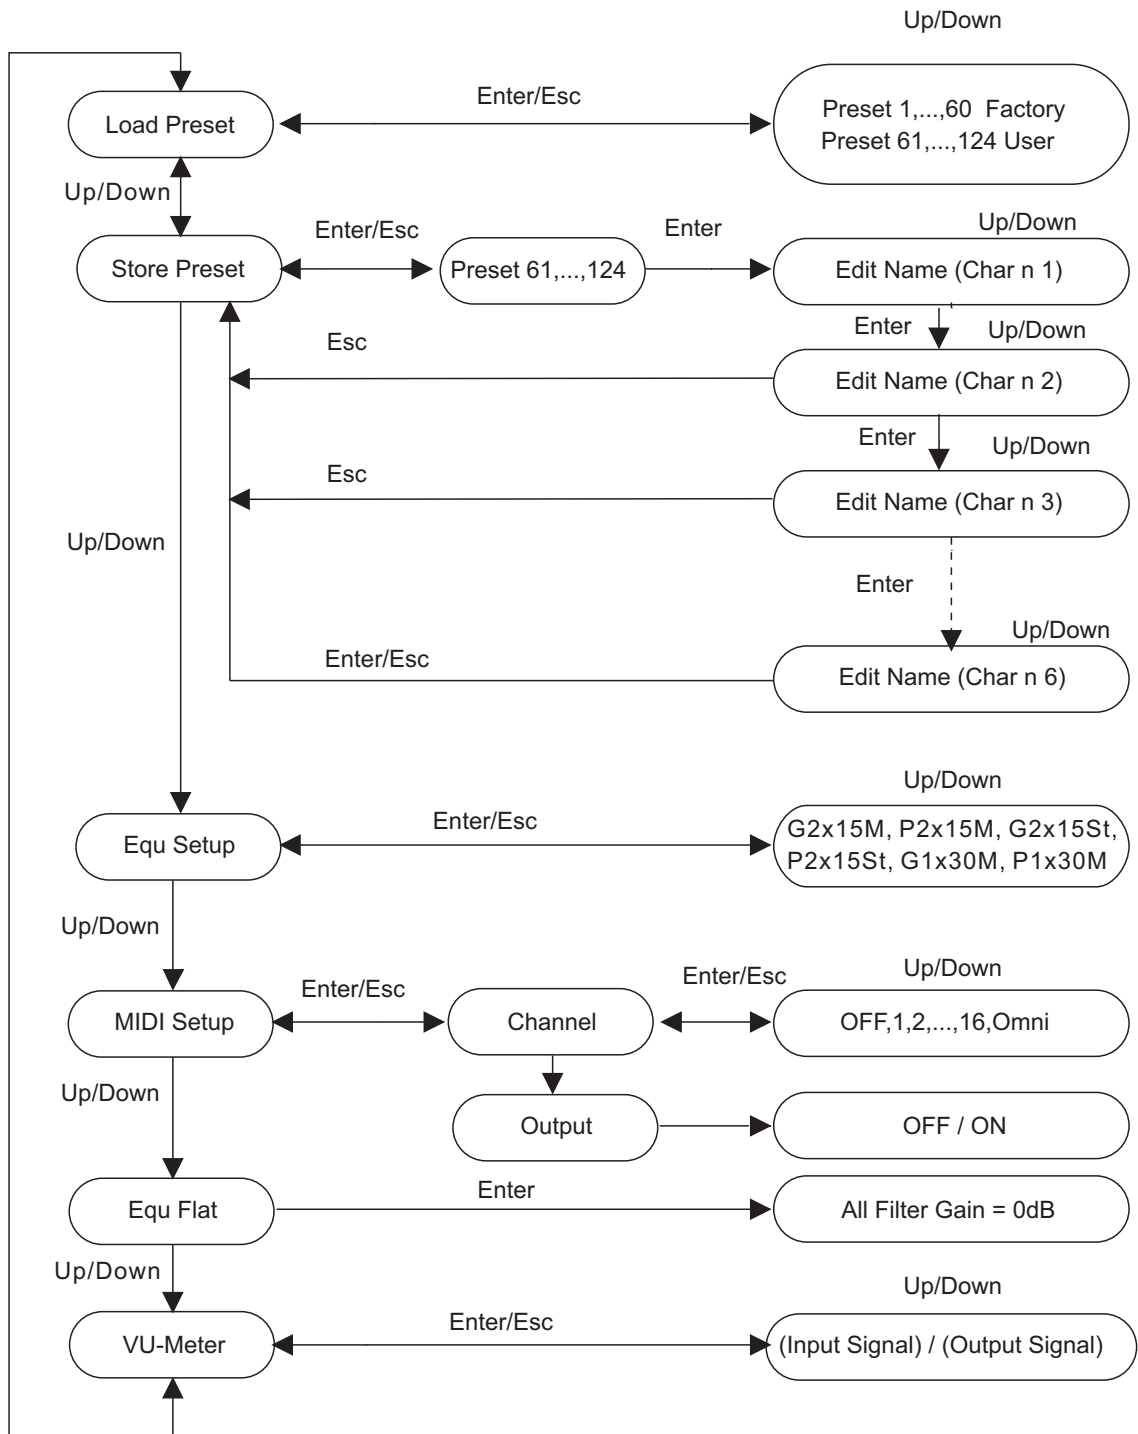 Up/Down
Load Preset
Enter/Esc
Preset 1,...,60 Factory
Preset 61,...,124 User
Up/Down
Store Preset
Enter/Esc
Preset 61,...,124
Enter
Up/Down
Edit Name (Char n 1)
Enter
Up/Down
Esc
Edit Name (Char n 2)
Enter
Up/Down
Esc
Edit Name (Char n 3)
Up/Down
Enter
Up/Down
Enter/Esc
Edit Name (Char n 6)
Up/Down
Equ Setup
Enter/Esc
G2x15M, P2x15M, G2x15St,
P2x15St, G1x30M, P1x30M
Up/Down
MIDI Setup
Enter/Esc
Channel
Enter/Esc
Up/Down
OFF,1,2,...,16,Omni
Up/Down
Output
OFF / ON
Equ Flat
Enter
All Filter Gain = 0dB
Up/Down
Up/Down
VU-Meter
Enter/Esc
(Input Signal) / (Output Signal)